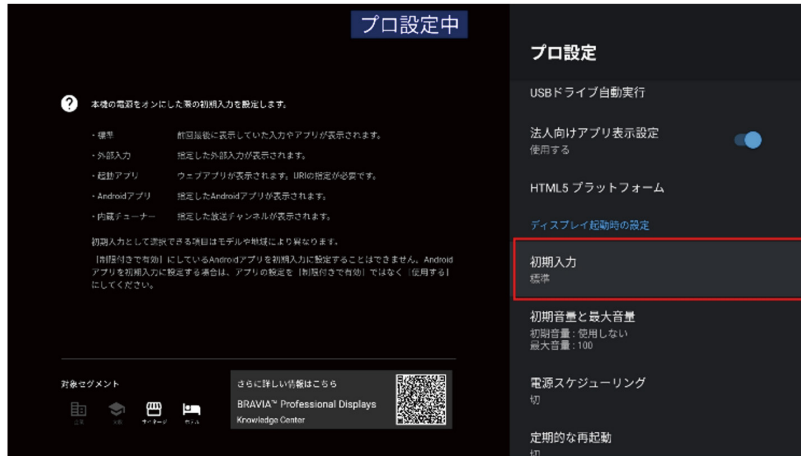 プロ設定中
プロ設定
? 本機の電源をオンにした際の初期入力を設定します。
・標準 前回最後に表示していた入力やアプリが表示されます。
・外部入力 指定した外部入力が表示されます。
・起動アプリ ウェブアプリが表示されます。URIの指定が必要です。
・Androidアプリ 指定したAndroidアプリが表示されます。
・内蔵チューナー 指定した放送チャンネルが表示されます。
初期入力として選択できる項目はモデルや地域により異なります。
[制限付きで有効] にしているAndroidアプリを初期入力に設定することはできません。Android
アプリを初期入力に設定する場合は、アプリの設定を [制限付きで有効] ではなく [使用する]
にしてください。
対象セグメント
サイネージ ホテル
さらに詳しい情報はこちら
BRAVIA™ Professional Displays
Knowledge Center
USBドライブ自動実行
法人向けアプリ表示設定
使用する
HTML5 プラットフォーム
ディスプレイ起動時の設定
初期入力
標準
初期音量と最大音量
初期音量 : 使用しない
最大音量 : 100
電源スケジューリング
切
定期的な再起動
切